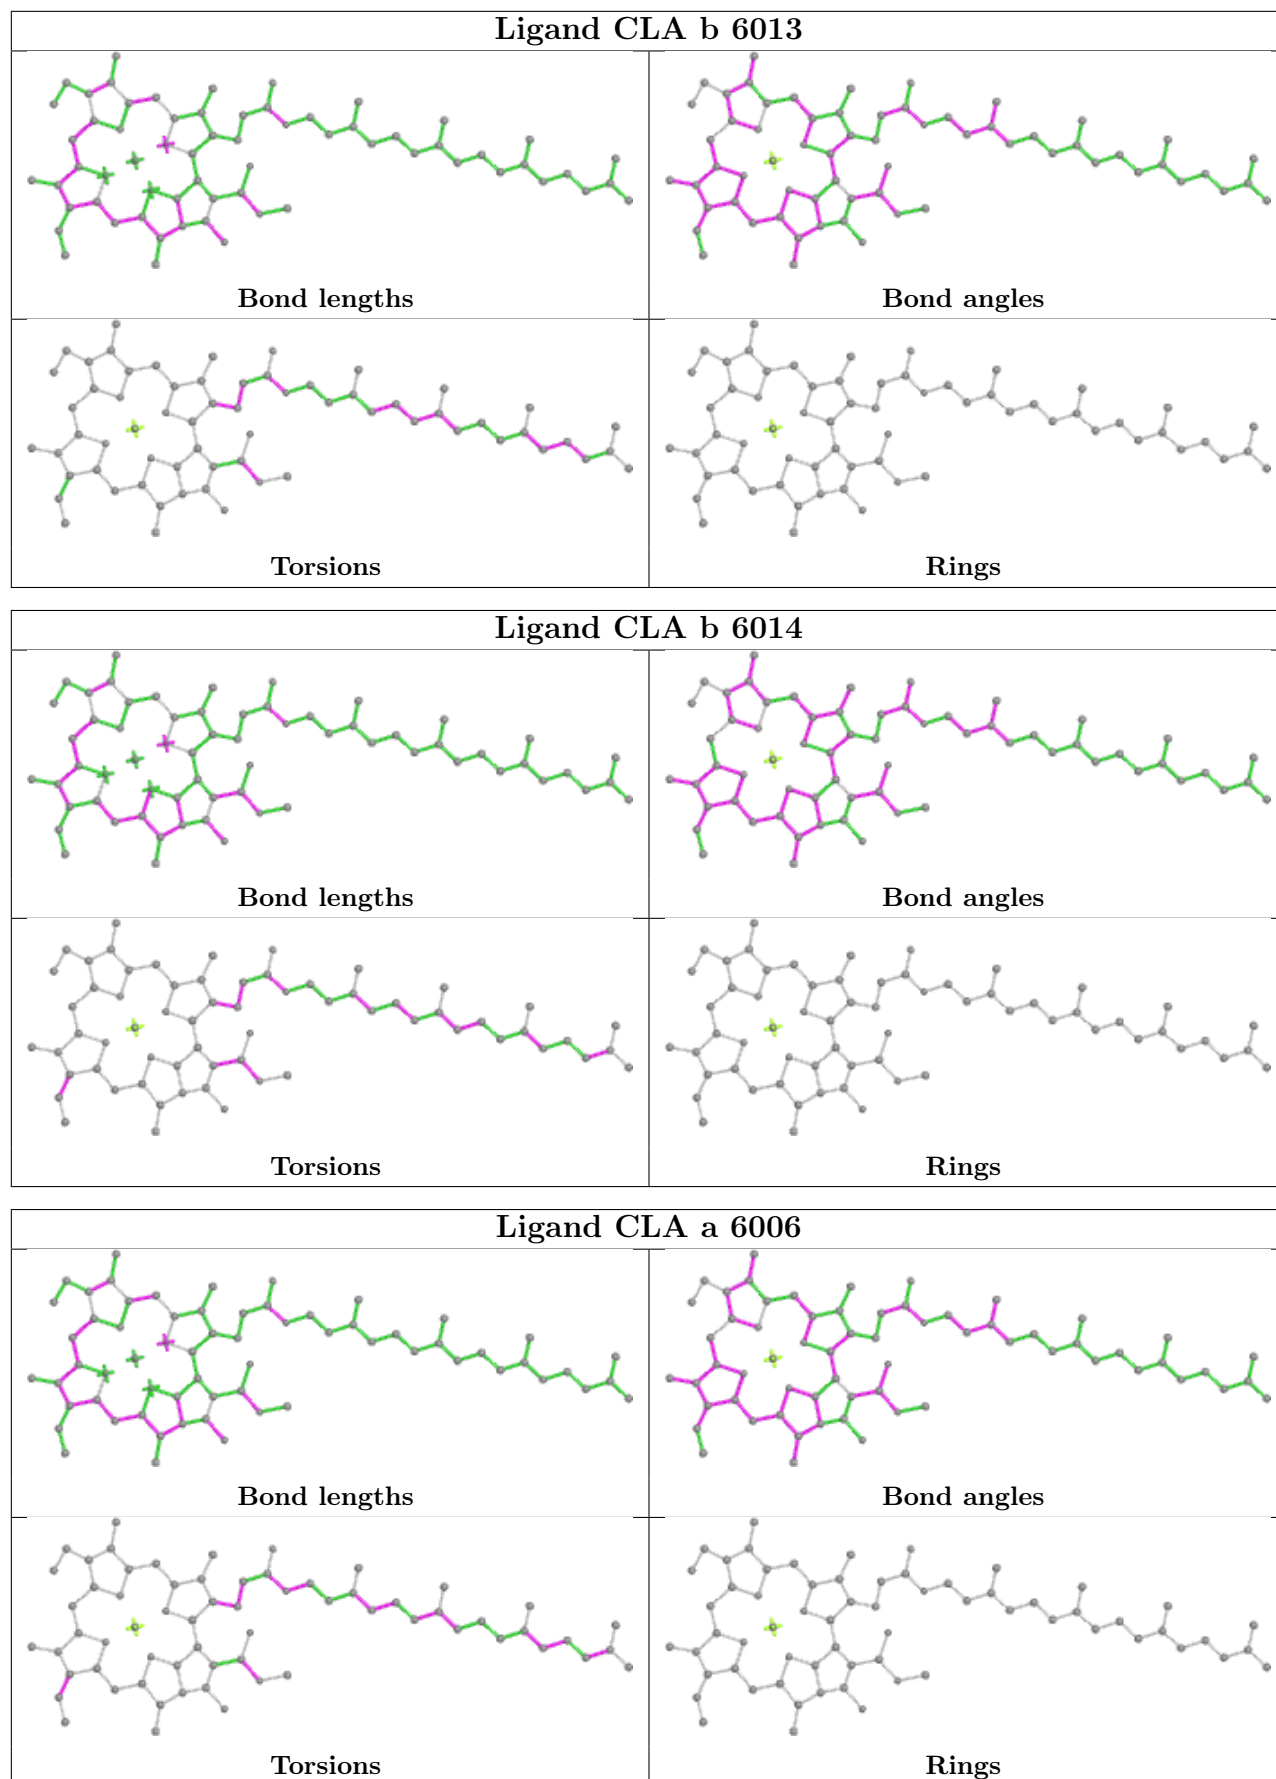 Ligand CLA b 6013
Bond lengths
Bond angles
Torsions
Rings
Ligand CLA b 6014
Bond lengths
Bond angles
Torsions
Rings
Ligand CLA a 6006
Bond lengths
Bond angles
Torsions
Rings